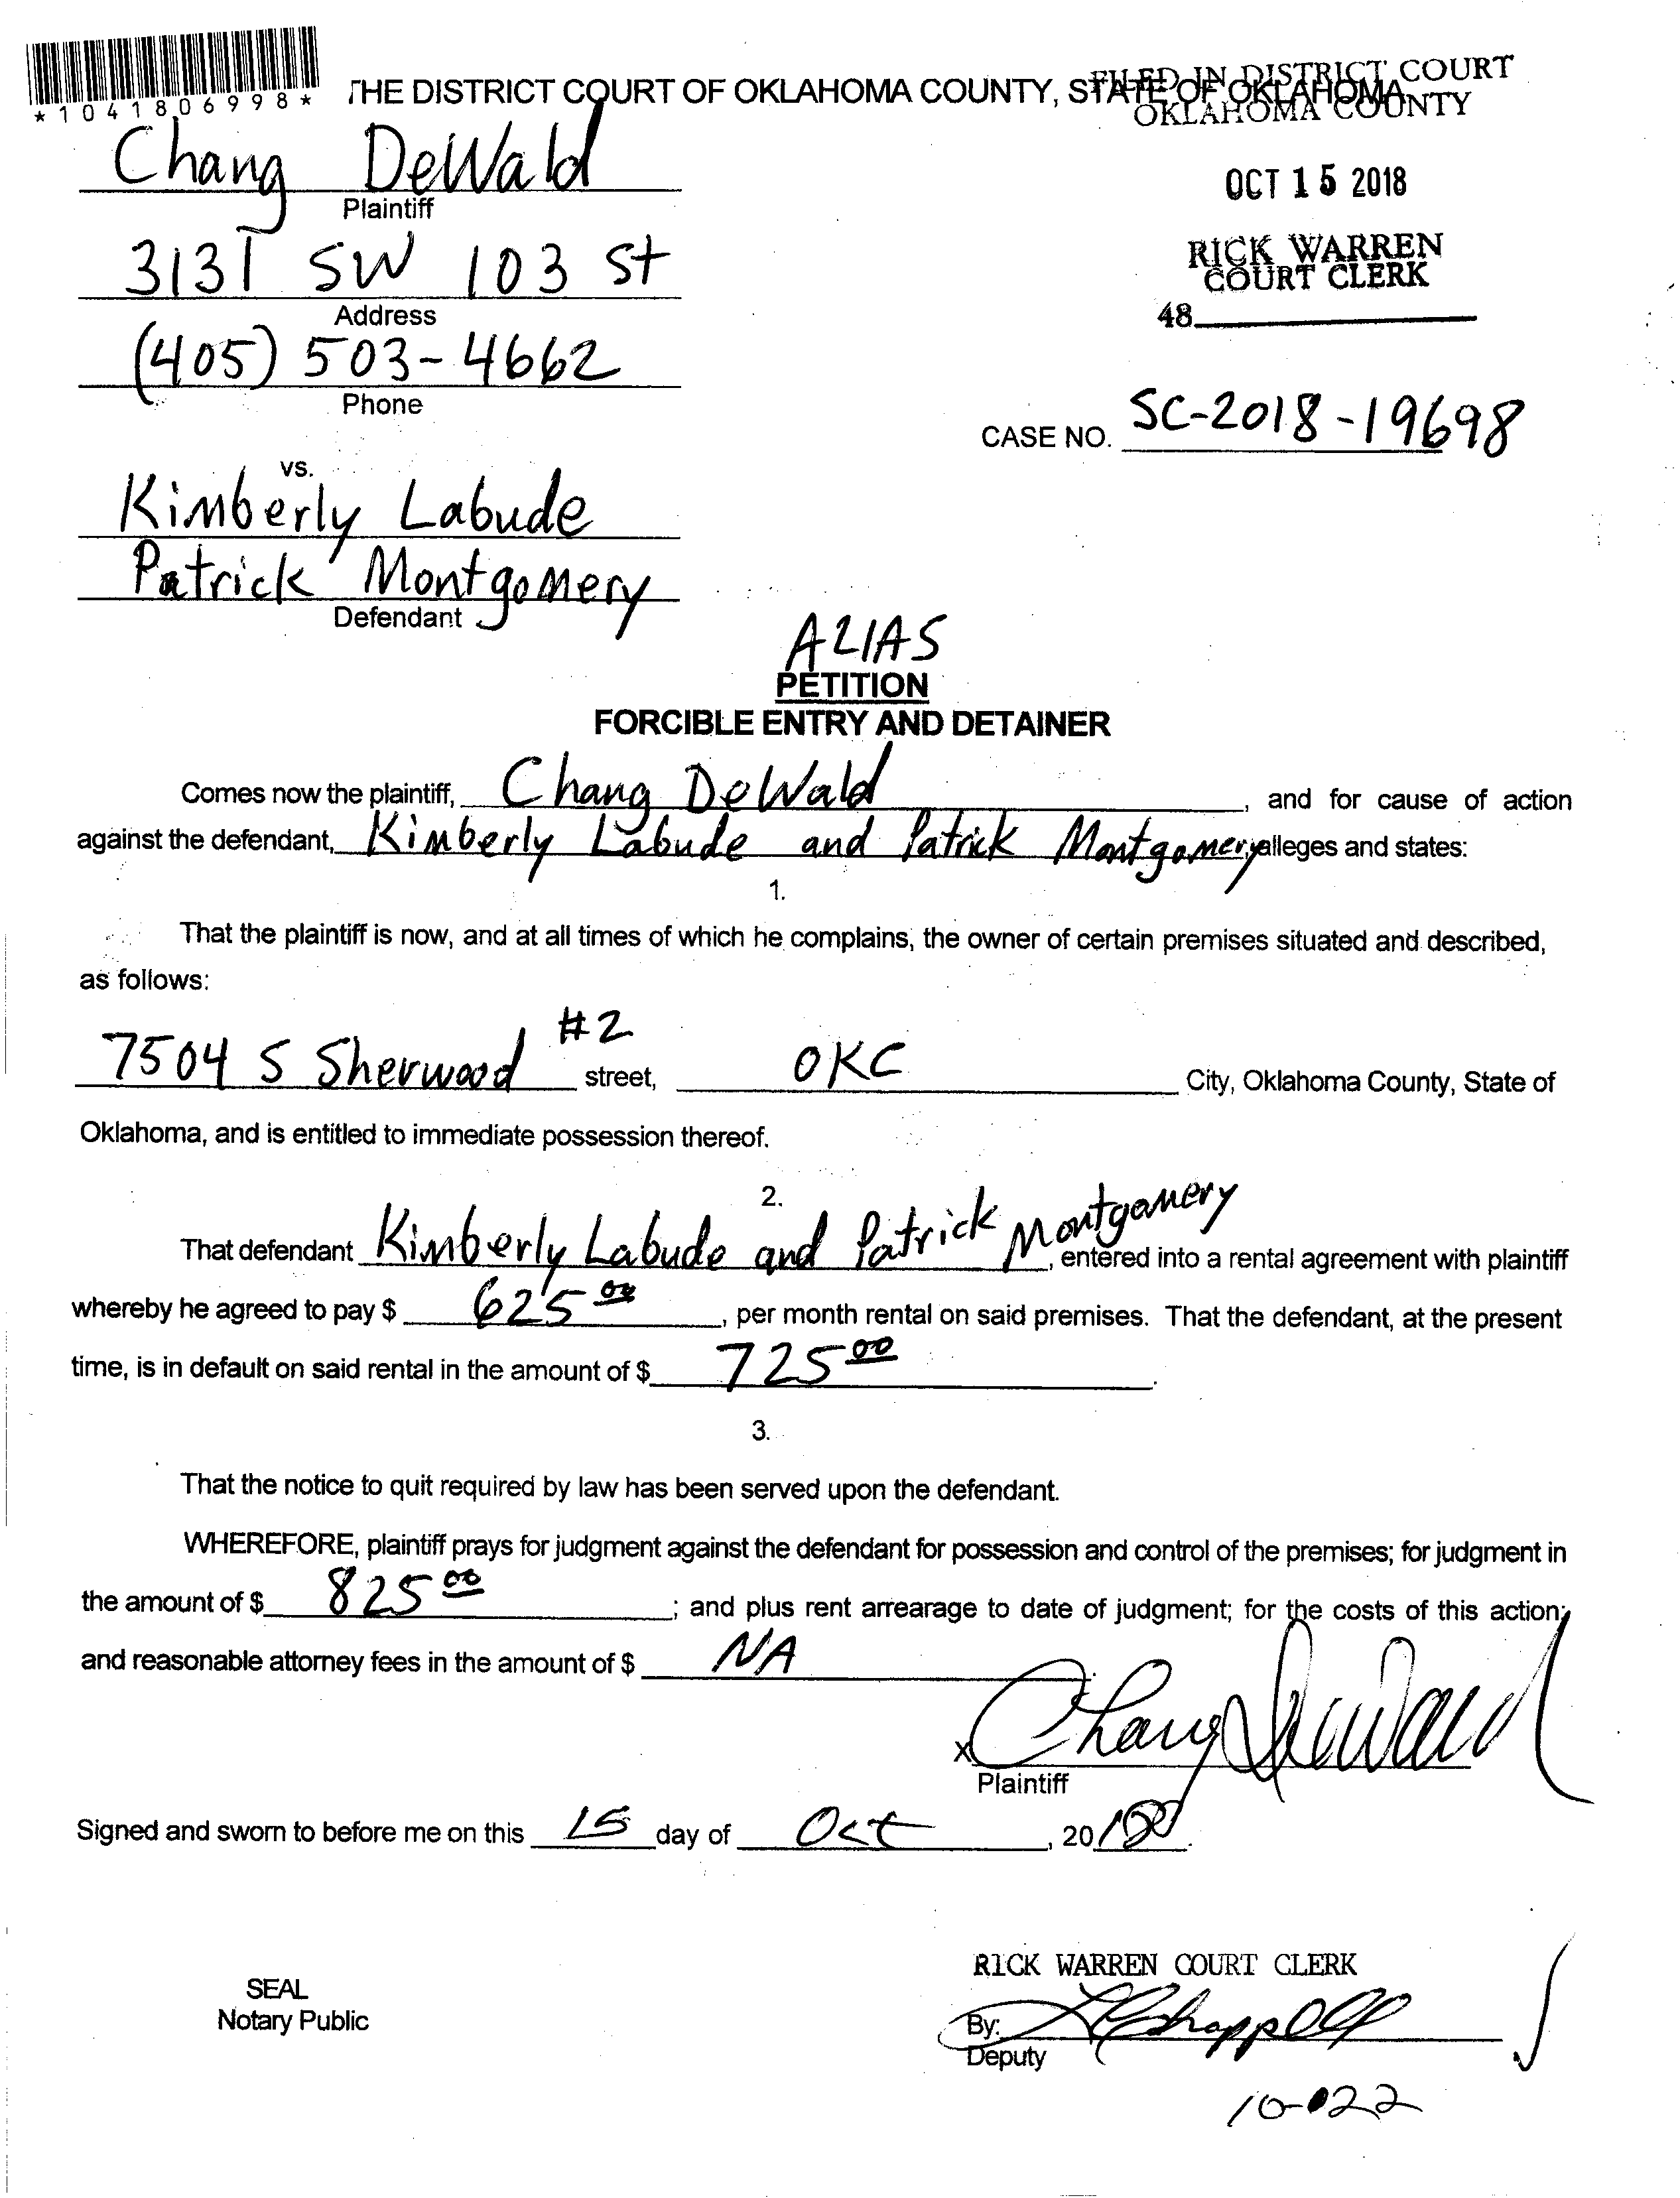 *1041806998*
THE DISTRICT COURT OF OKLAHOMA COUNTY, STATE OF OKLAHOMA
FILED IN DISTRICT COURT
OKLAHOMA COUNTY
Chang DeWald
Plaintiff
OCT 15 2018
3131 SW 103 St
Address
RICK WARREN
COURT CLERK
48
(405) 503-4662
Phone
CASE NO. SC-2018-19698
vs.
Kimberly Labude
Patrick Montgomery
Defendant
ALIAS
PETITION
FORCIBLE ENTRY AND DETAINER
Comes now the plaintiff, Chang DeWald, and for cause of action
against the defendant, Kimberly Labude and Patrick Montgomery alleges and states:
1.
That the plaintiff is now, and at all times of which he complains, the owner of certain premises situated and described,
as follows:
7504 S Sherwood #2 street, OKC City, Oklahoma County, State of
Oklahoma, and is entitled to immediate possession thereof.
2.
That defendant Kimberly Labude and Patrick Montgomery, entered into a rental agreement with plaintiff
whereby he agreed to pay $ 625 00, per month rental on said premises. That the defendant, at the present
time, is in default on said rental in the amount of $ 725 00.
3.
That the notice to quit required by law has been served upon the defendant.
WHEREFORE, plaintiff prays for judgment against the defendant for possession and control of the premises; for judgment in
the amount of $ 825 00; and plus rent arrearage to date of judgment; for the costs of this action;
and reasonable attorney fees in the amount of $ NA
x Chang DeWald
Plaintiff
Signed and sworn to before me on this 15 day of Oct, 2018.
RICK WARREN COURT CLERK
SEAL
Notary Public
By:
Deputy